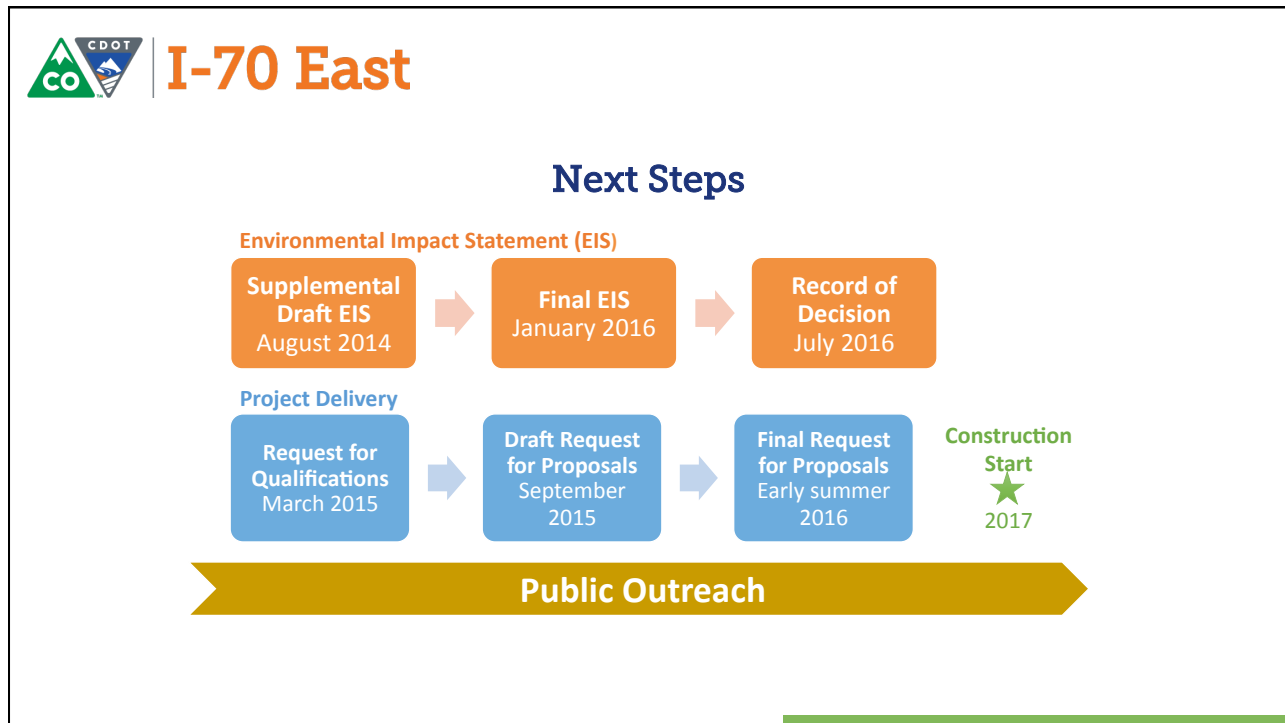 CO
CDOT
I-70 East
Next Steps
Environmental Impact Statement (EIS)
Supplemental
Draft EIS
August 2014
Final EIS
January 2016
Record of
Decision
July 2016
Project Delivery
Request for
Qualifications
March 2015
Draft Request
for Proposals
September
2015
Final Request
for Proposals
Early summer
2016
Construction
Start
2017
Public Outreach